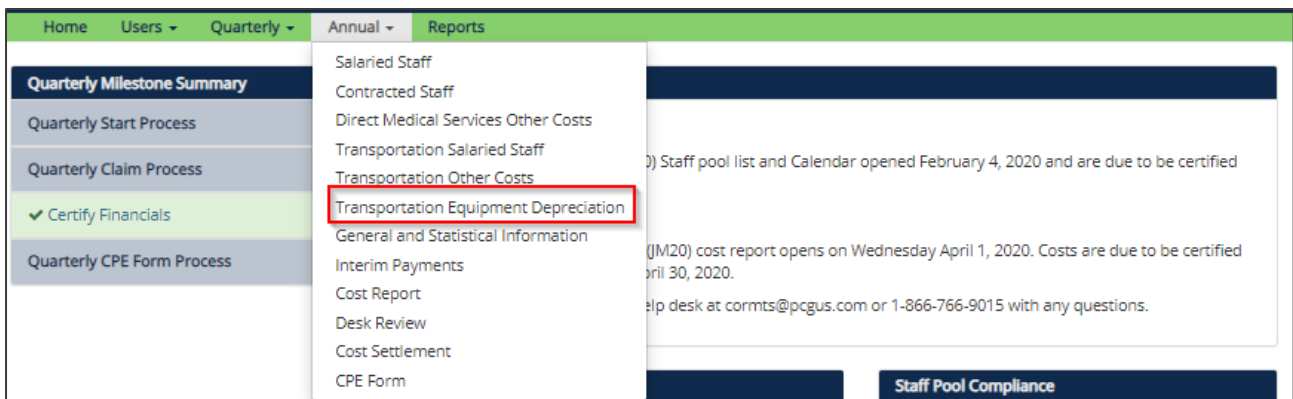 Home Users Quarterly Annual Reports
Quarterly Milestone Summary
Quarterly Start Process
Quarterly Claim Process
✔ Certify Financials
Quarterly CPE Form Process
Salaried Staff
Contracted Staff
Direct Medical Services Other Costs
Transportation Salaried Staff
Transportation Other Costs
Transportation Equipment Depreciation
General and Statistical Information
Interim Payments
Cost Report
Desk Review
Cost Settlement
CPE Form
) Staff pool list and Calendar opened February 4, 2020 and are due to be certified
(JM20) cost report opens on Wednesday April 1, 2020. Costs are due to be certified
30, 2020.
desk at cormts@pcgus.com or 1-866-766-9015 with any questions.
Staff Pool Compliance